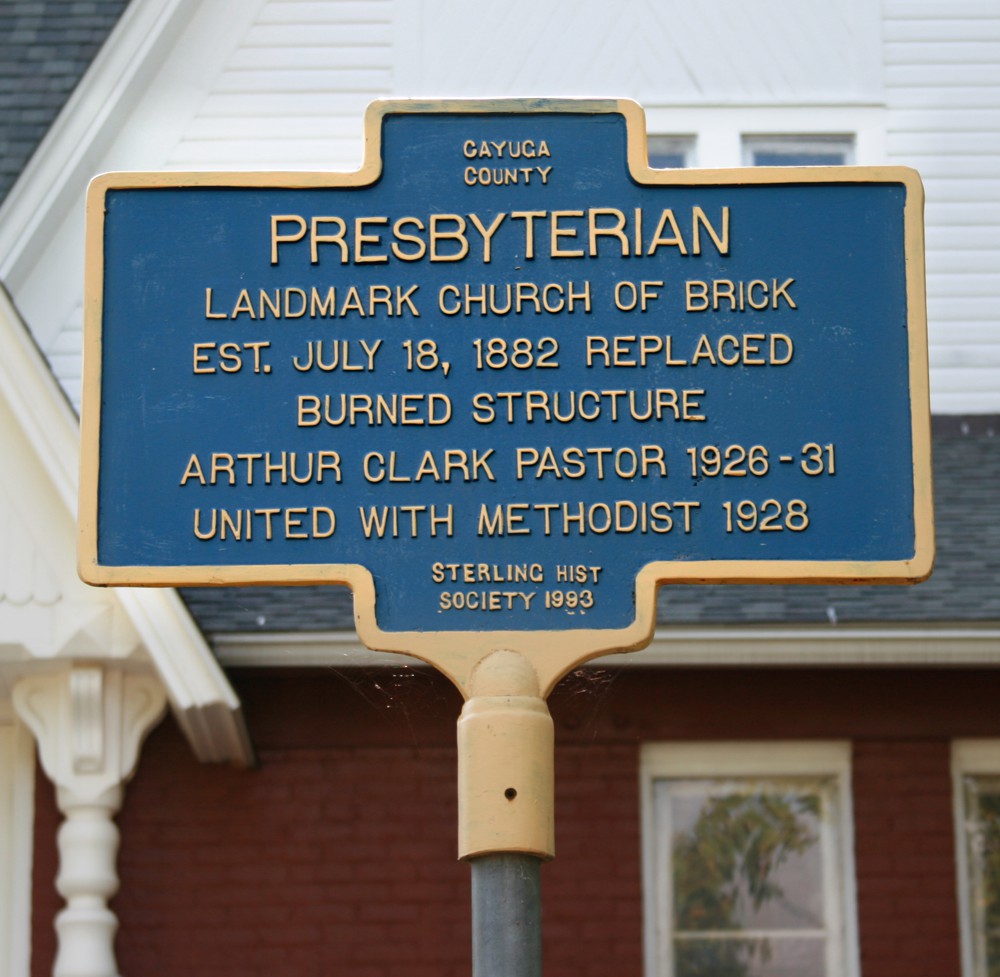 CAYUGA
COUNTY
PRESBYTERIAN
LANDMARK CHURCH OF BRICK
EST. JULY 18, 1882 REPLACED
BURNED STRUCTURE
ARTHUR CLARK PASTOR 1926-31
UNITED WITH METHODIST 1928
STERLING HIST
SOCIETY 1993